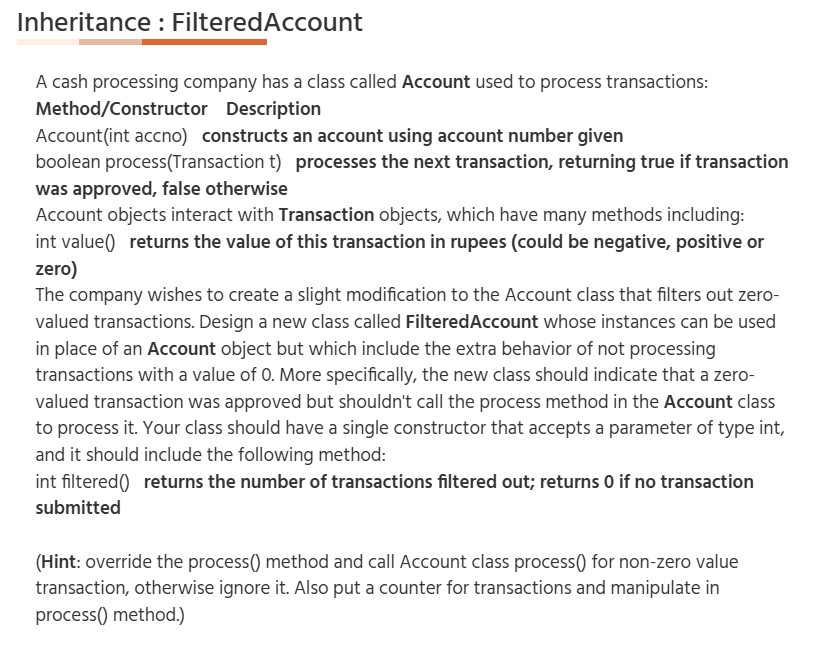 Inheritance : FilteredAccount
A cash processing company has a class called Account used to process transactions:
Method/Constructor Description
Account(int accno) constructs an account using account number given
boolean process(Transaction t) processes the next transaction, returning true if transaction
was approved, false otherwise
Account objects interact with Transaction objects, which have many methods including:
int value() returns the value of this transaction in rupees (could be negative, positive or
zero)
The company wishes to create a slight modification to the Account class that filters out zero-
valued transactions. Design a new class called FilteredAccount whose instances can be used
in place of an Account object but which include the extra behavior of not processing
transactions with a value of 0. More specifically, the new class should indicate that a zero-
valued transaction was approved but shouldn't call the process method in the Account class
to process it. Your class should have a single constructor that accepts a parameter of type int,
and it should include the following method:
int filtered() returns the number of transactions filtered out; returns 0 if no transaction
submitted
(Hint: override the process() method and call Account class process() for non-zero value
transaction, otherwise ignore it. Also put a counter for transactions and manipulate in
process() method.)